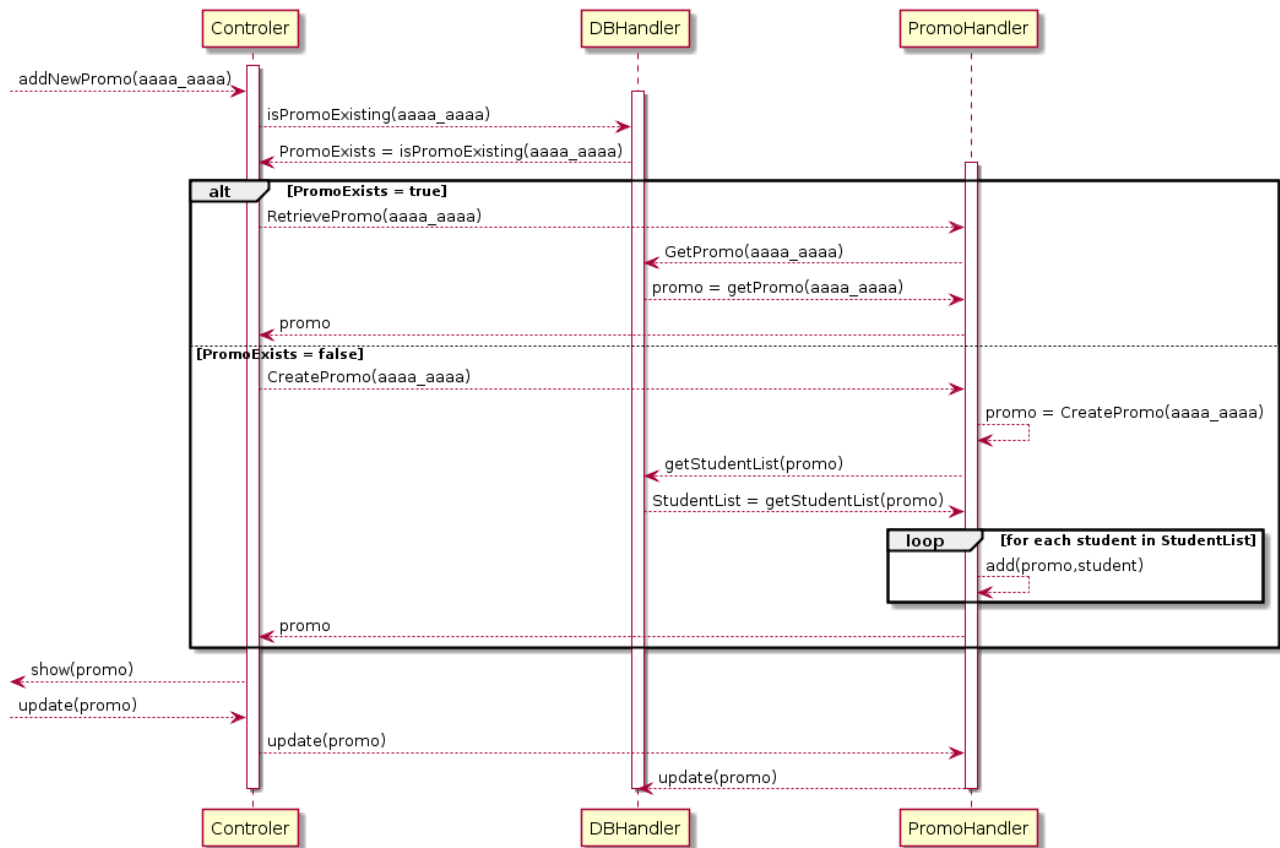 Controler
DBHandler
PromoHandler
addNewPromo(aaaa_aaaa)
isPromoExisting(aaaa_aaaa)
PromoExists = isPromoExisting(aaaa_aaaa)
alt
[PromoExists = true]
RetrievePromo(aaaa_aaaa)
GetPromo(aaaa_aaaa)
promo = getPromo(aaaa_aaaa)
promo
[PromoExists = false]
CreatePromo(aaaa_aaaa)
promo = CreatePromo(aaaa_aaaa)
getStudentList(promo)
StudentList = getStudentList(promo)
loop
[for each student in StudentList]
add(promo,student)
promo
show(promo)
update(promo)
update(promo)
update(promo)
Controler
DBHandler
PromoHandler